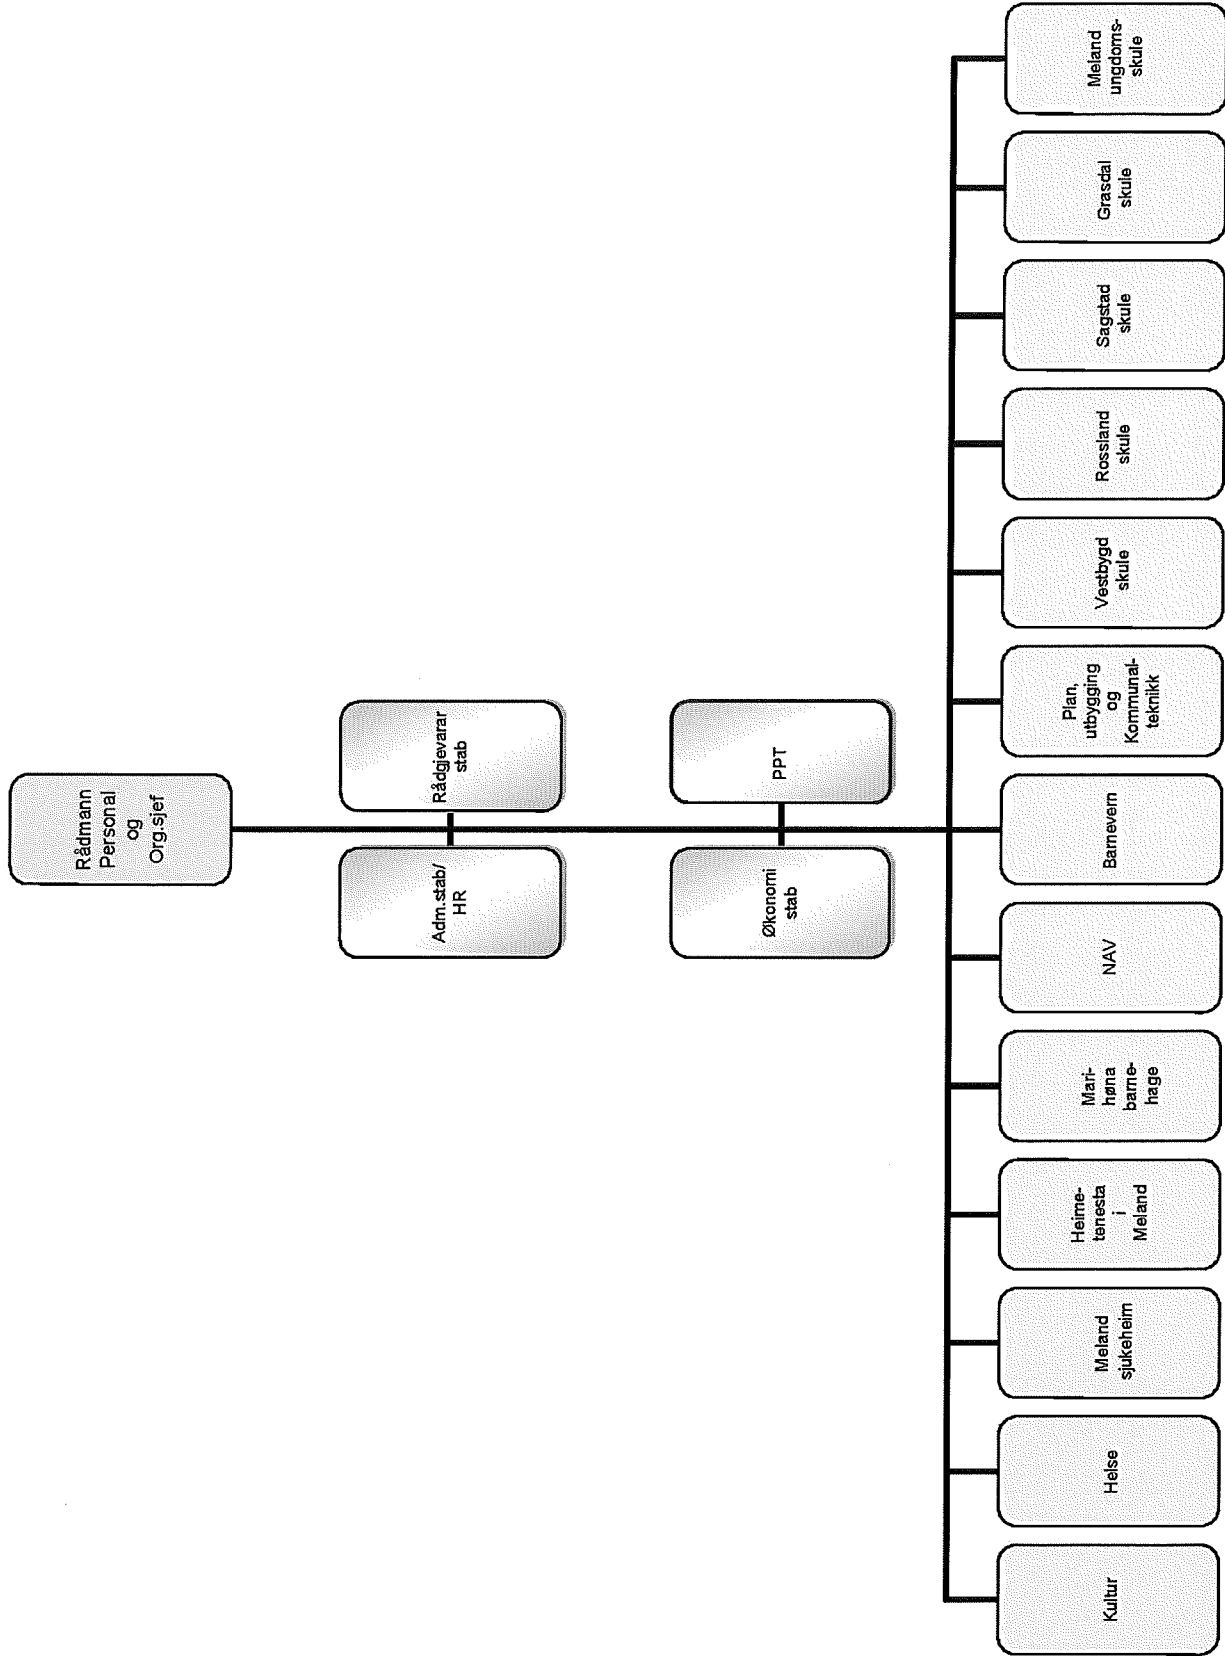 Rådmann
Personal
og
Org.sjef
Adm.stab/
HR
Rådgjevarar
stab
Økonomi
stab
PPT
Kultur
Helse
Meland
sjukeheim
Heime-
tenesta
i
Meland
Mari-
høna
barne-
hage
NAV
Barnevern
Plan,
utbygging
og
Kommunal-
teknikk
Vestbygd
skule
Rossland
skule
Sagstad
skule
Grasdal
skule
Meland
ungdoms-
skule